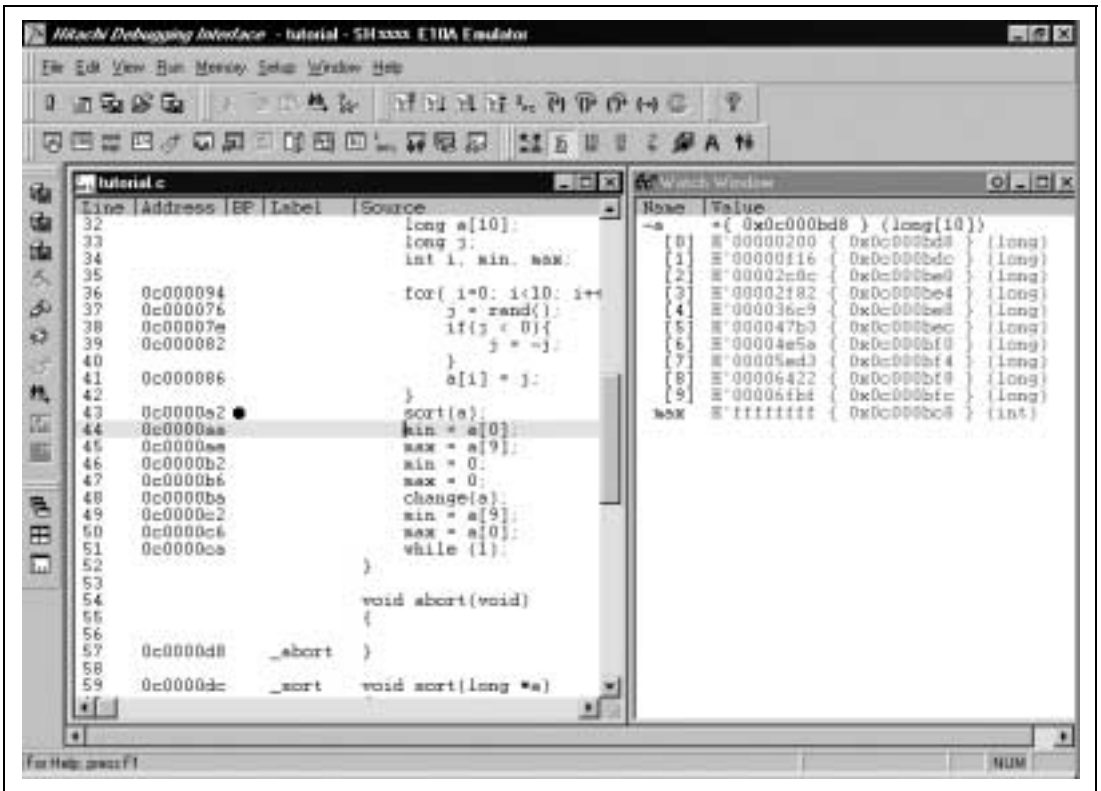 Hitachi Debugging Interface - tutorial - SHxxxx E10A Emulator
File Edit View Run Memory Setup Window Help
tutorial.c
Line Address BP Label Source
32 long a[10];
33 long j;
34 int i, min, max;
35
36 0c000094 for( i=0; i<10; i++
37 0c000076 j = rand();
38 0c00007e if(j < 0){
39 0c000082 j = -j;
40 }
41 0c000086 a[i] = j;
42 }
43 0c0000a2 ● sort(a);
44 0c0000aa min = a[0];
45 0c0000ae max = a[9];
46 0c0000b2 min = 0;
47 0c0000b6 max = 0;
48 0c0000ba change(a);
49 0c0000c2 min = a[9];
50 0c0000c6 max = a[0];
51 0c0000ca while (1);
52 }
53
54 void abort(void)
55 {
56
57 0c0000d8 _abort }
58
59 0c0000dc _sort void sort(long *a)
Watch Window
Name Value
-a ={ 0x0c000bd8 } (long[10])
[0] H'00000200 { 0x0c000bd8 } (long)
[1] H'00000f16 { 0x0c000bdc } (long)
[2] H'00002c0c { 0x0c000be0 } (long)
[3] H'00002f82 { 0x0c000be4 } (long)
[4] H'000036c9 { 0x0c000be8 } (long)
[5] H'000047b3 { 0x0c000bec } (long)
[6] H'00004e5a { 0x0c000bf0 } (long)
[7] H'00005ed3 { 0x0c000bf4 } (long)
[8] H'00006422 { 0x0c000bf8 } (long)
[9] H'00006fbf { 0x0c000bfc } (long)
max H'ffffffff { 0x0c000bc8 } (int)
For Help, press F1
NUM